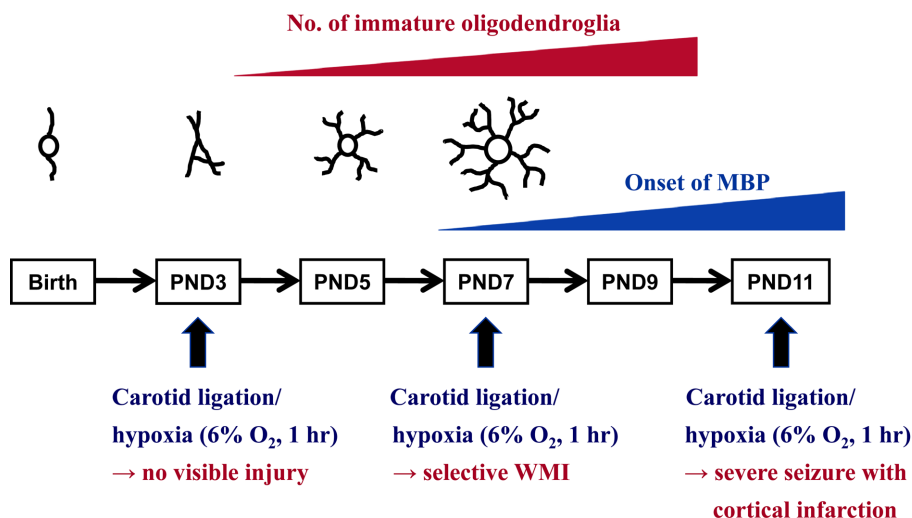 No. of immature oligodendroglia
Onset of MBP
Birth
PND3
PND5
PND7
PND9
PND11
Carotid ligation/
hypoxia (6% O₂, 1 hr)
→ no visible injury
Carotid ligation/
hypoxia (6% O₂, 1 hr)
→ selective WMI
Carotid ligation/
hypoxia (6% O₂, 1 hr)
→ severe seizure with
cortical infarction